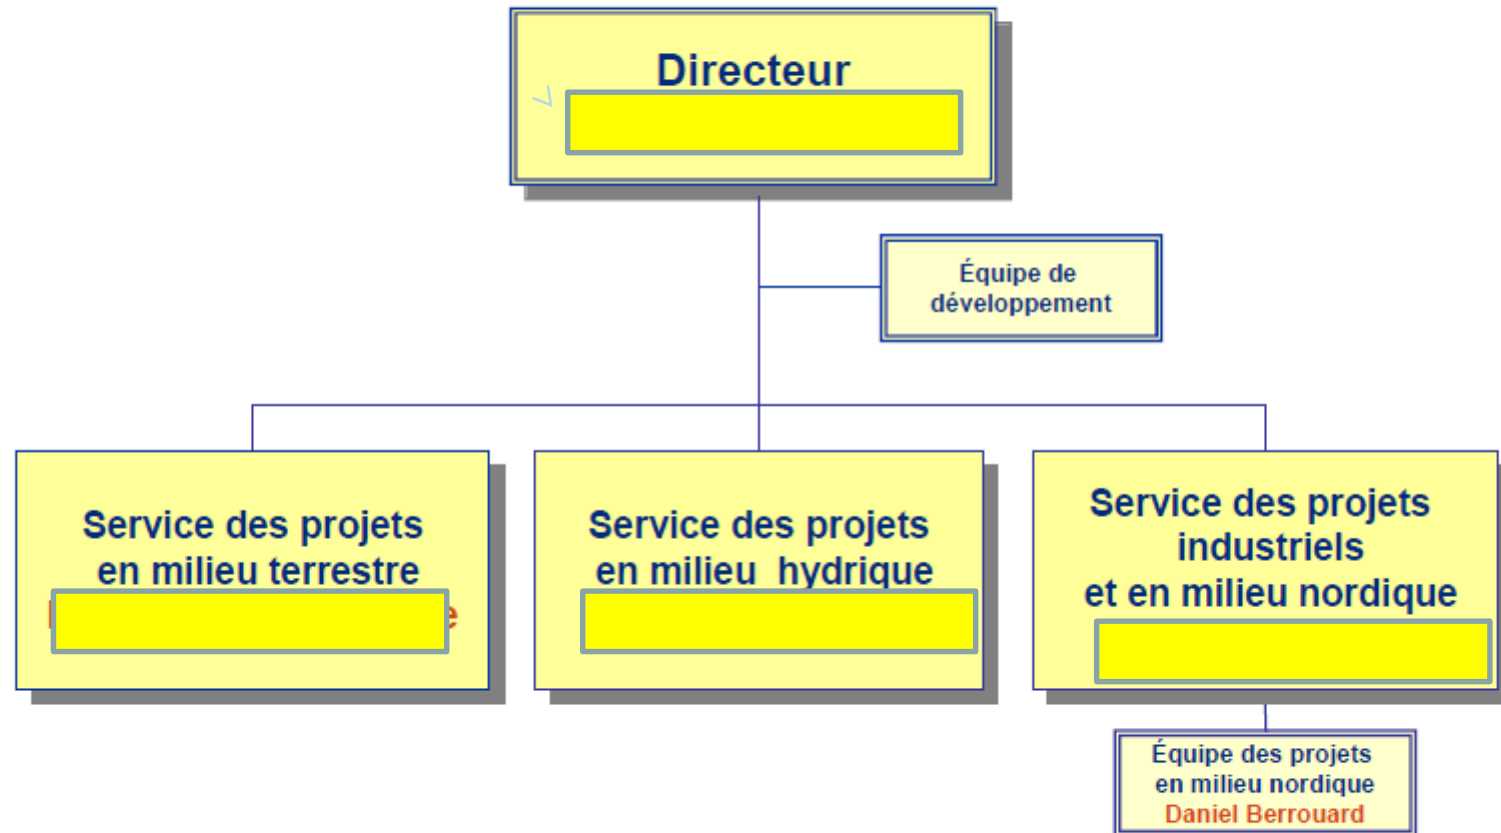 Directeur
Équipe de
développement
Service des projets
en milieu terrestre
Service des projets
en milieu hydrique
Service des projets
industriels
et en milieu nordique
Équipe des projets
en milieu nordique
Daniel Berrouard